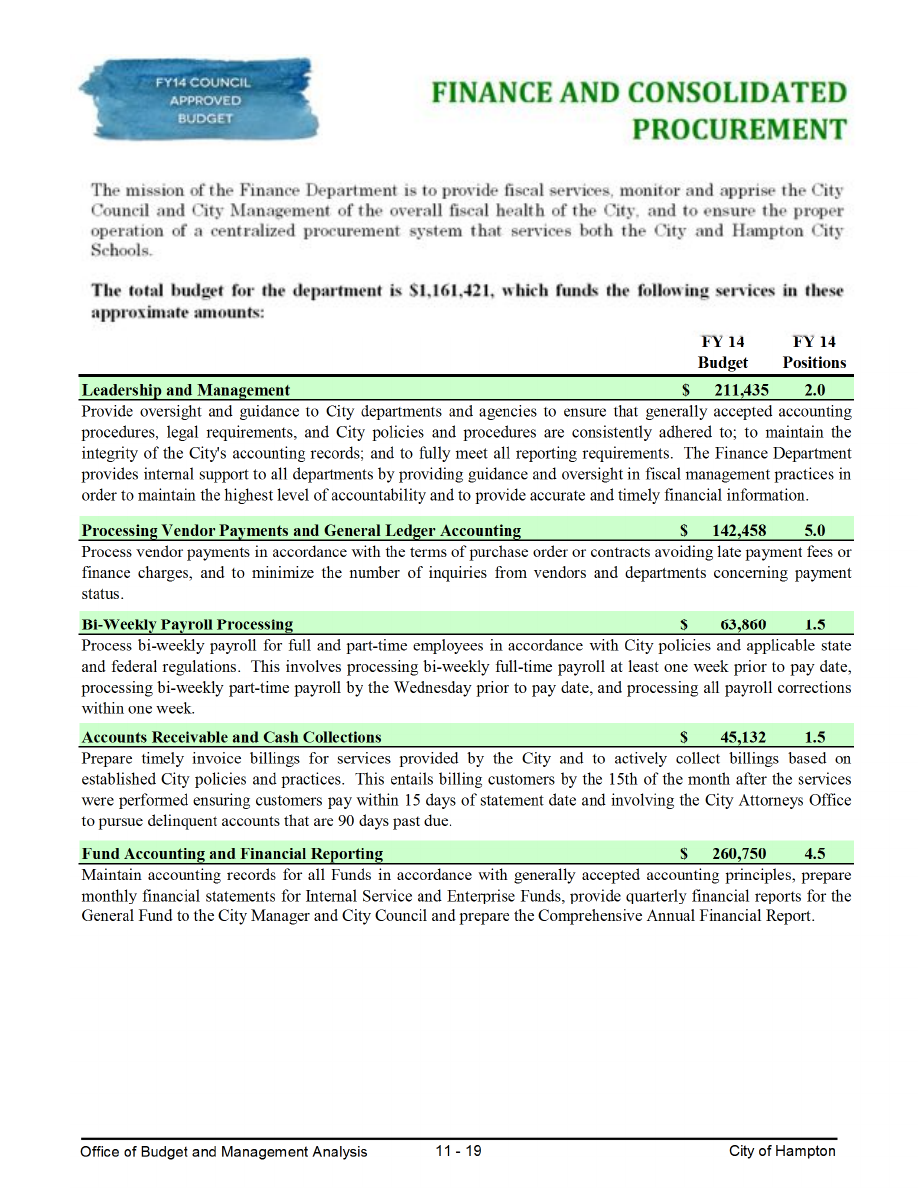 FY14 COUNCIL
APPROVED
BUDGET
FINANCE AND CONSOLIDATED
PROCUREMENT
The mission of the Finance Department is to provide fiscal services, monitor and apprise the City
Council and City Management of the overall fiscal health of the City, and to ensure the proper
operation of a centralized procurement system that services both the City and Hampton City
Schools.
The total budget for the department is $1,161,421, which funds the following services in these
approximate amounts:
FY 14 FY 14
Budget Positions
Leadership and Management $ 211,435 2.0
Provide oversight and guidance to City departments and agencies to ensure that generally accepted accounting
procedures, legal requirements, and City policies and procedures are consistently adhered to; to maintain the
integrity of the City's accounting records; and to fully meet all reporting requirements. The Finance Department
provides internal support to all departments by providing guidance and oversight in fiscal management practices in
order to maintain the highest level of accountability and to provide accurate and timely financial information.
Processing Vendor Payments and General Ledger Accounting $ 142,458 5.0
Process vendor payments in accordance with the terms of purchase order or contracts avoiding late payment fees or
finance charges, and to minimize the number of inquiries from vendors and departments concerning payment
status.
Bi-Weekly Payroll Processing $ 63,860 1.5
Process bi-weekly payroll for full and part-time employees in accordance with City policies and applicable state
and federal regulations. This involves processing bi-weekly full-time payroll at least one week prior to pay date,
processing bi-weekly part-time payroll by the Wednesday prior to pay date, and processing all payroll corrections
within one week.
Accounts Receivable and Cash Collections $ 45,132 1.5
Prepare timely invoice billings for services provided by the City and to actively collect billings based on
established City policies and practices. This entails billing customers by the 15th of the month after the services
were performed ensuring customers pay within 15 days of statement date and involving the City Attorneys Office
to pursue delinquent accounts that are 90 days past due.
Fund Accounting and Financial Reporting $ 260,750 4.5
Maintain accounting records for all Funds in accordance with generally accepted accounting principles, prepare
monthly financial statements for Internal Service and Enterprise Funds, provide quarterly financial reports for the
General Fund to the City Manager and City Council and prepare the Comprehensive Annual Financial Report.
Office of Budget and Management Analysis 11 - 19 City of Hampton